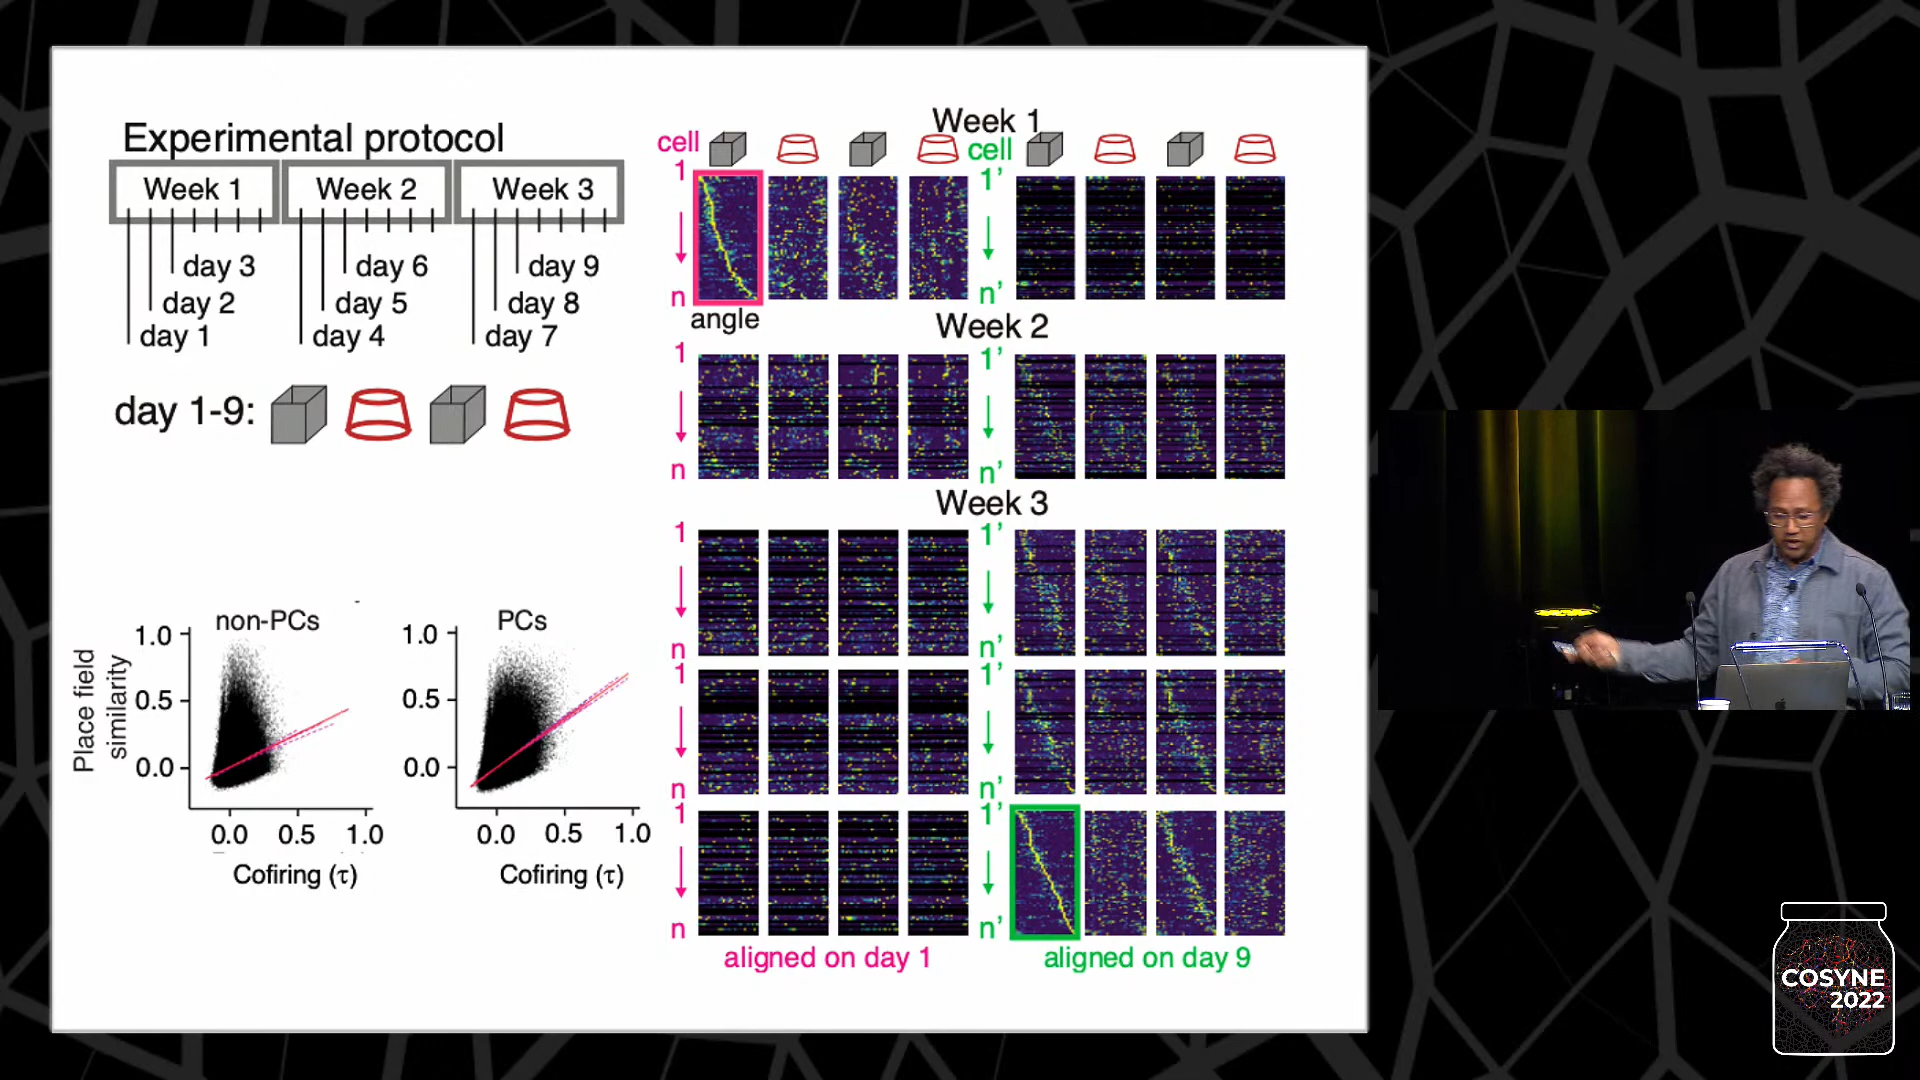 Experimental protocol
Week 1 Week 2 Week 3
day 3 day 6 day 9
day 2 day 5 day 8
day 1 day 4 day 7
day 1-9:
non-PCs
PCs
Place field
similarity
1.0
0.5
0.0
0.0 0.5 1.0
Cofiring (τ)
1.0
0.5
0.0
0.0 0.5 1.0
Cofiring (τ)
Week 1
cell
cell
1
n
1'
n'
angle
Week 2
1
n
1'
n'
Week 3
1
n
1'
n'
1
n
1'
n'
1
n
1'
n'
aligned on day 1
aligned on day 9
COSYNE
2022